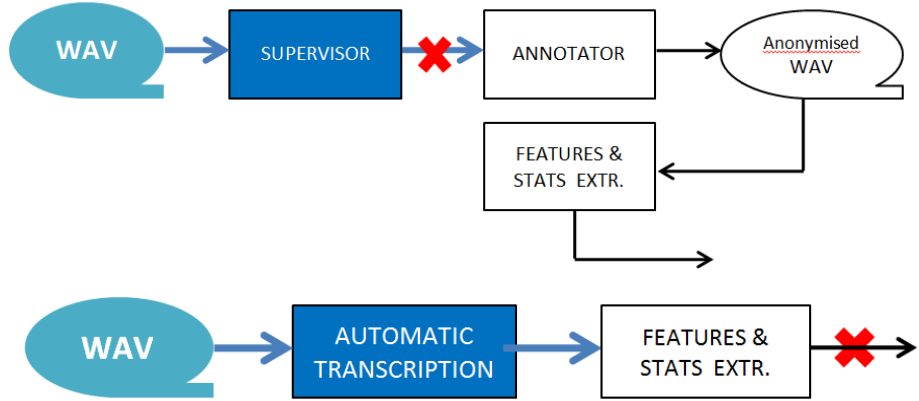 WAV
SUPERVISOR
ANNOTATOR
Anonymised
WAV
FEATURES &
STATS EXTR.
WAV
AUTOMATIC
TRANSCRIPTION
FEATURES &
STATS EXTR.